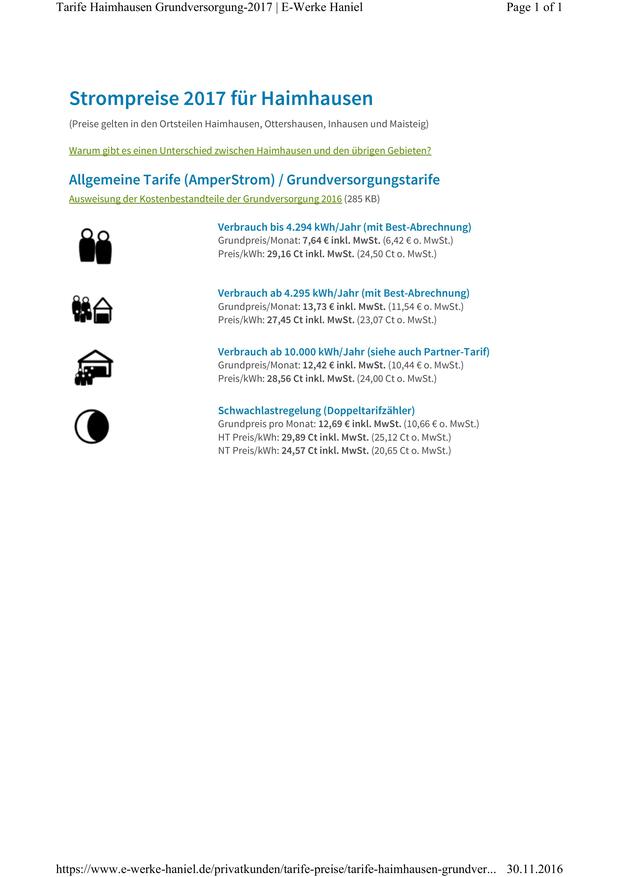 Tarife Haimhausen Grundversorgung-2017 | E-Werke Haniel Page 1 of 1
Strompreise 2017 für Haimhausen
(Preise gelten in den Ortsteilen Haimhausen, Ottershausen, Inhausen und Maisteig)
Warum gibt es einen Unterschied zwischen Haimhausen und den übrigen Gebieten?
Allgemeine Tarife (AmperStrom) / Grundversorgungstarife
Ausweisung der Kostenbestandteile der Grundversorgung 2016 (285 KB)
Verbrauch bis 4.294 kWh/Jahr (mit Best-Abrechnung)
Grundpreis/Monat: 7,64 € inkl. MwSt. (6,42 € o. MwSt.)
Preis/kWh: 29,16 Ct inkl. MwSt. (24,50 Ct o. MwSt.)
Verbrauch ab 4.295 kWh/Jahr (mit Best-Abrechnung)
Grundpreis/Monat: 13,73 € inkl. MwSt. (11,54 € o. MwSt.)
Preis/kWh: 27,45 Ct inkl. MwSt. (23,07 Ct o. MwSt.)
Verbrauch ab 10.000 kWh/Jahr (siehe auch Partner-Tarif)
Grundpreis/Monat: 12,42 € inkl. MwSt. (10,44 € o. MwSt.)
Preis/kWh: 28,56 Ct inkl. MwSt. (24,00 Ct o. MwSt.)
Schwachlastregelung (Doppeltarifzähler)
Grundpreis pro Monat: 12,69 € inkl. MwSt. (10,66 € o. MwSt.)
HT Preis/kWh: 29,89 Ct inkl. MwSt. (25,12 Ct o. MwSt.)
NT Preis/kWh: 24,57 Ct inkl. MwSt. (20,65 Ct o. MwSt.)
https://www.e-werke-haniel.de/privatkunden/tarife-preise/tarife-haimhausen-grundver... 30.11.2016